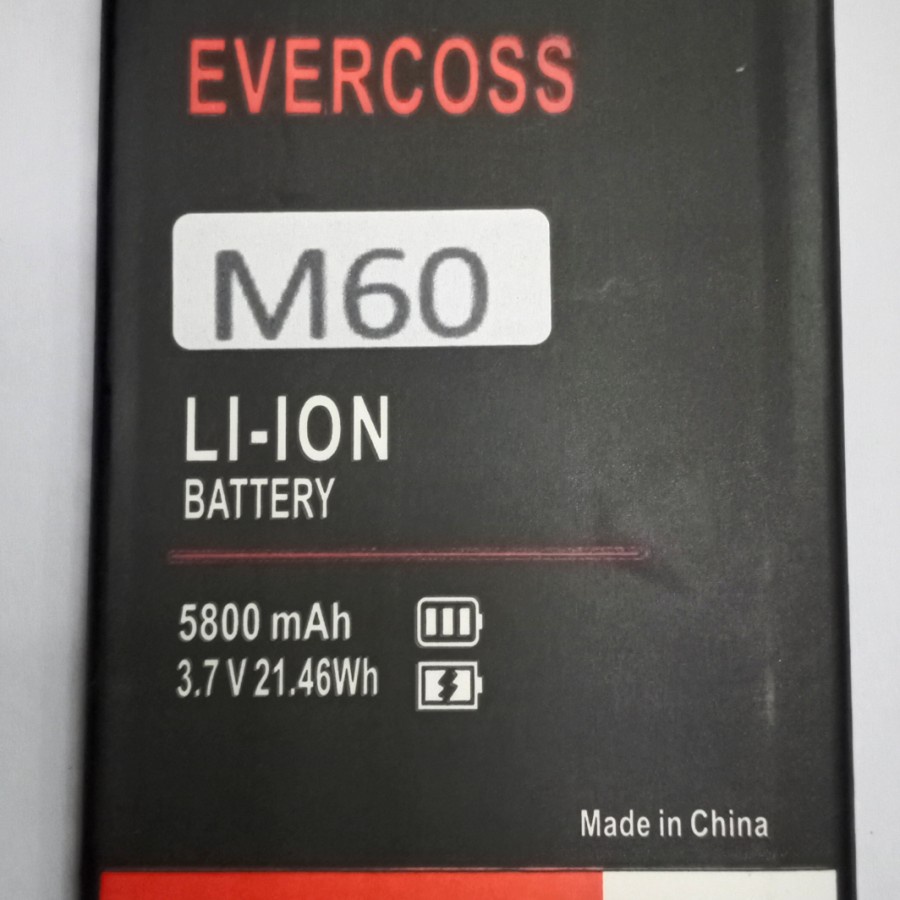 EVERCOSS
M60
LI-ION
BATTERY
5800 mAh
3.7 V 21.46Wh
Made in China